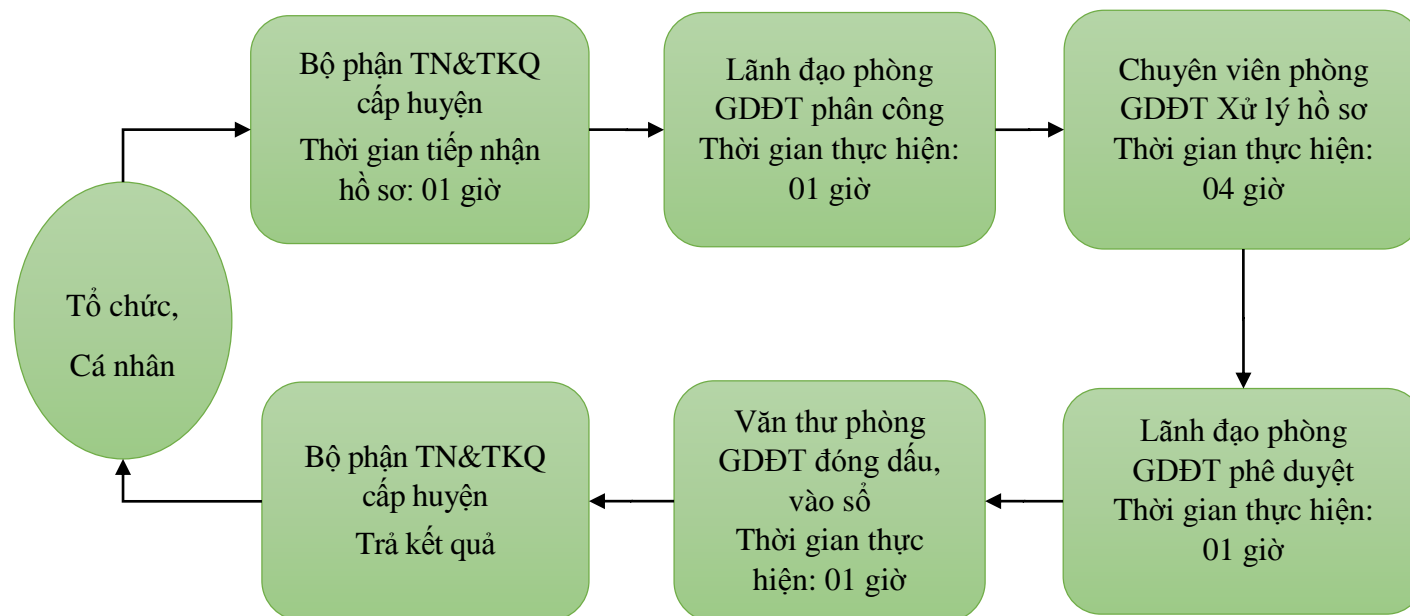 Bộ phận TN&TKQ
cấp huyện
Thời gian tiếp nhận
hồ sơ: 01 giờ
Lãnh đạo phòng
GDĐT phân công
Thời gian thực hiện:
01 giờ
Chuyên viên phòng
GDĐT Xử lý hồ sơ
Thời gian thực hiện:
04 giờ
Tổ chức,
Cá nhân
Bộ phận TN&TKQ
cấp huyện
Trả kết quả
Văn thư phòng
GDĐT đóng dấu,
vào sổ
Thời gian thực
hiện: 01 giờ
Lãnh đạo phòng
GDĐT phê duyệt
Thời gian thực hiện:
01 giờ